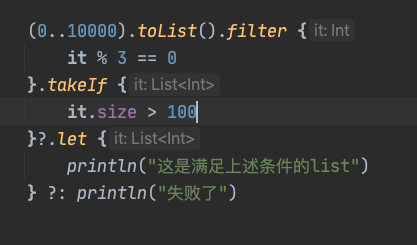 (0..10000).toList().filter { it: Int
it % 3 == 0
}.takeIf { it: List<Int>
it.size > 100
}?.let { it: List<Int>
println("这是满足上述条件的list")
} ?: println("失败了")